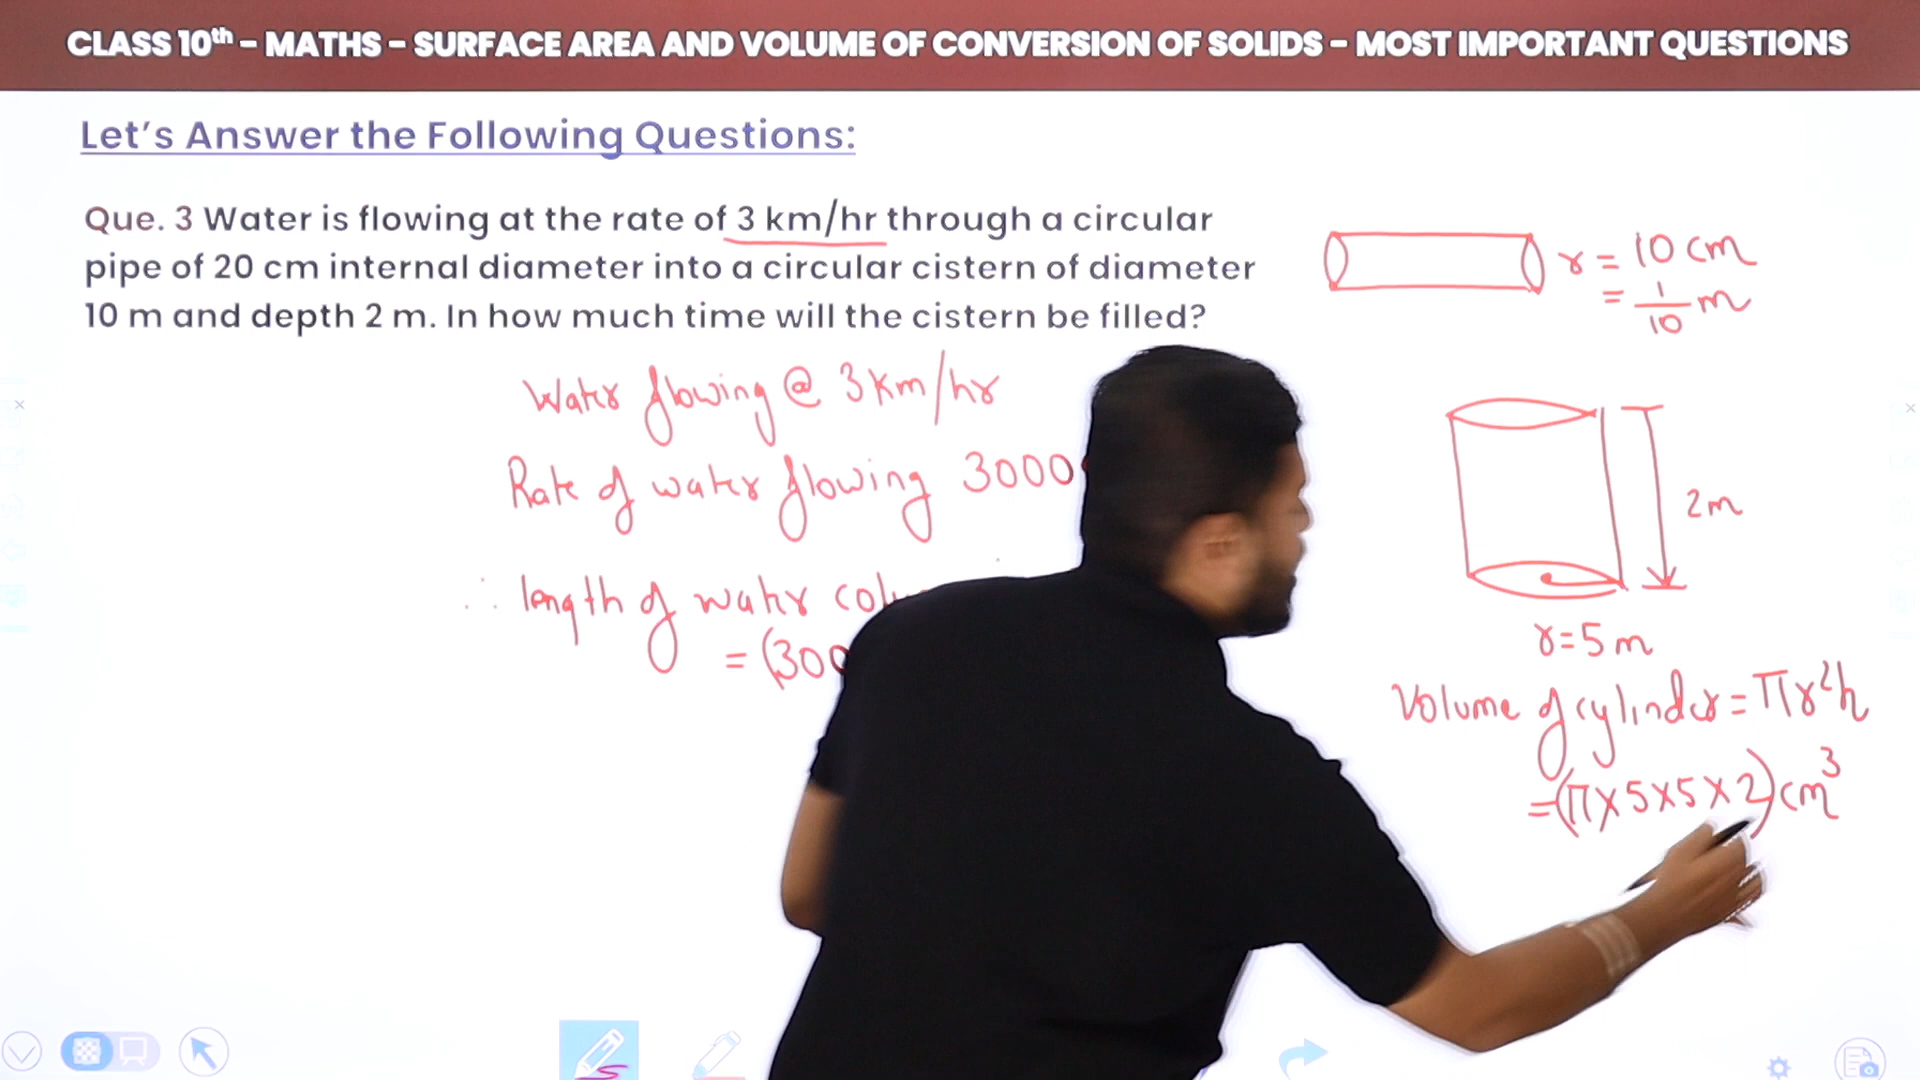 CLASS 10th - MATHS - SURFACE AREA AND VOLUME OF CONVERSION OF SOLIDS - MOST IMPORTANT QUESTIONS
Let's Answer the Following Questions:
Que. 3 Water is flowing at the rate of 3 km/hr through a circular
pipe of 20 cm internal diameter into a circular cistern of diameter
10 m and depth 2 m. In how much time will the cistern be filled?
r = 10 cm
= 1/10 m
Water flowing @ 3km/hr
Rate of water flowing 3000
∴ length of water
= (300
2m
r=5m
Volume of cylinder = πr²h
=(π×5×5×2)cm³